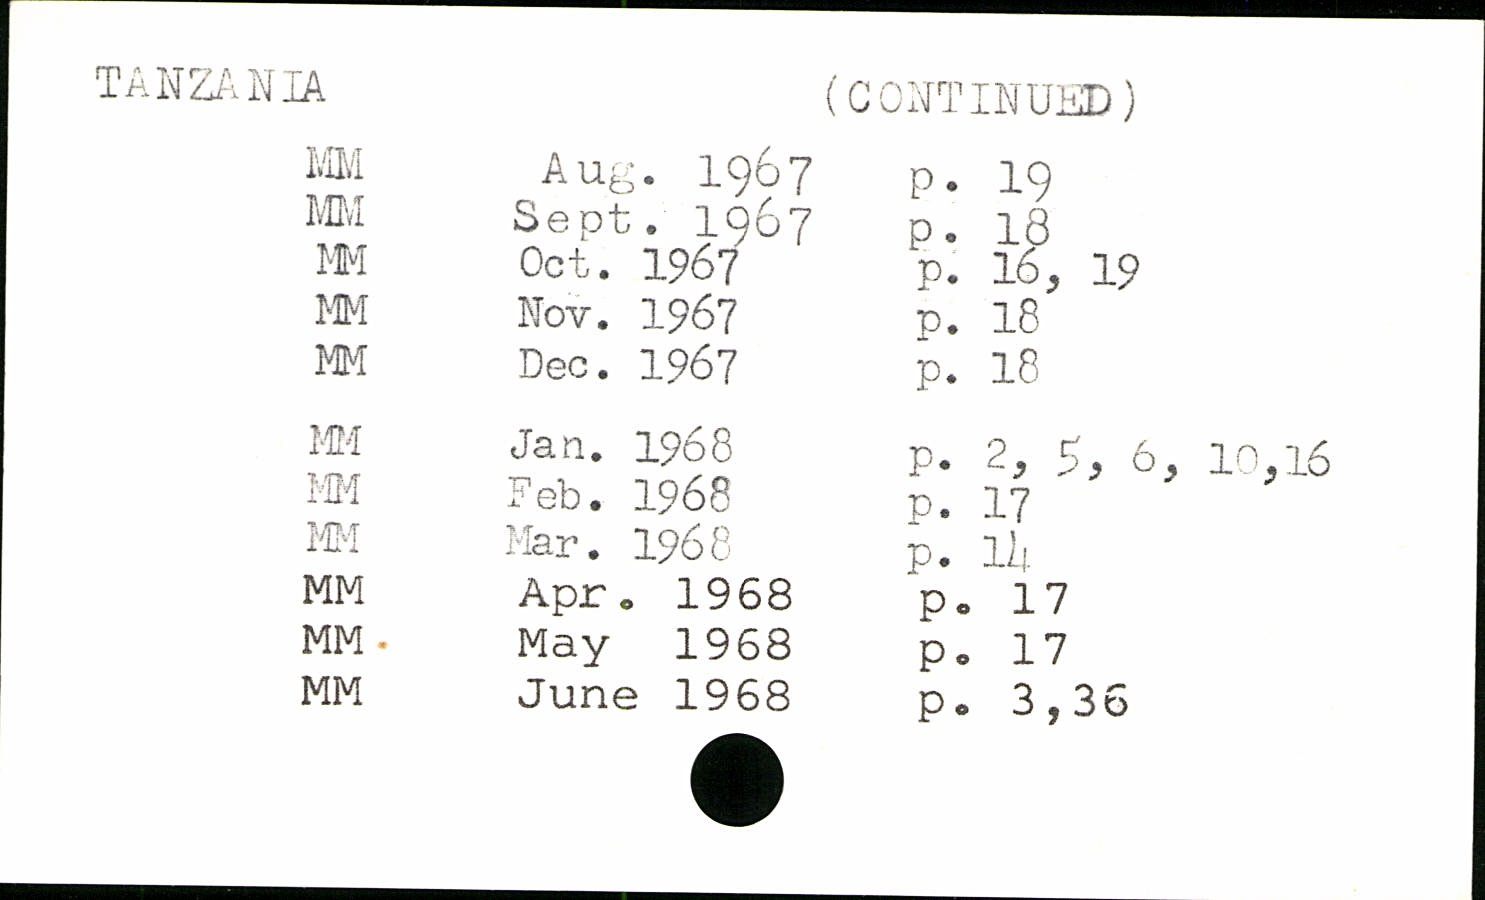 TANZANIA (CONTINUED)
MM Aug. 1967 p. 19
MM Sept. 1967 p. 18
MM Oct. 1967 p. 16, 19
MM Nov. 1967 p. 18
MM Dec. 1967 p. 18
MM Jan. 1968 p. 2, 5, 6, 10,16
MM Feb. 1968 p. 17
MM Mar. 1968 p. 14
MM Apr. 1968 p. 17
MM May 1968 p. 17
MM June 1968 p. 3,36